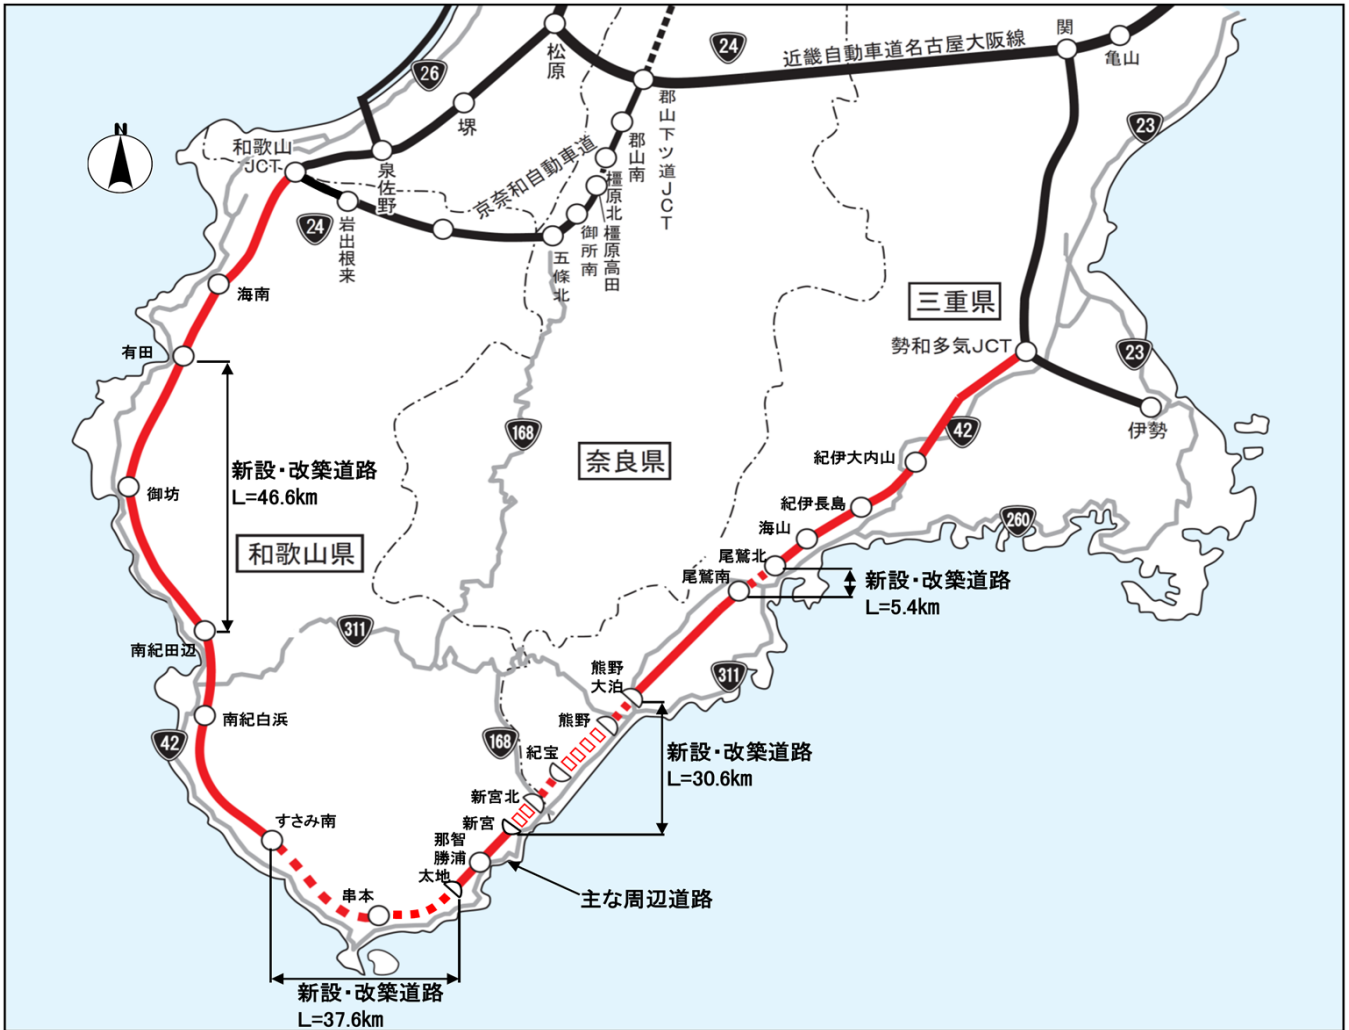 N
26
松原
24
近畿自動車道名古屋大阪線
関
亀山
23
堺
和歌山
JCT
泉佐野
京奈和自動車道
郡山下ツ道JCT
郡山南
橿原北
橿原高田
御所南
五條北
24
岩出根来
海南
三重県
勢和多気JCT
23
伊勢
有田
168
42
新設・改築道路
L=46.6km
奈良県
紀伊大内山
御坊
紀伊長島
260
海山
和歌山県
尾鷲北
尾鷲南
新設・改築道路
L=5.4km
311
南紀田辺
熊野
大泊
311
南紀白浜
熊野
42
168
紀宝
新設・改築道路
L=30.6km
新宮北
すさみ南
新宮
那智
勝浦
太地
主な周辺道路
串本
新設・改築道路
L=37.6km